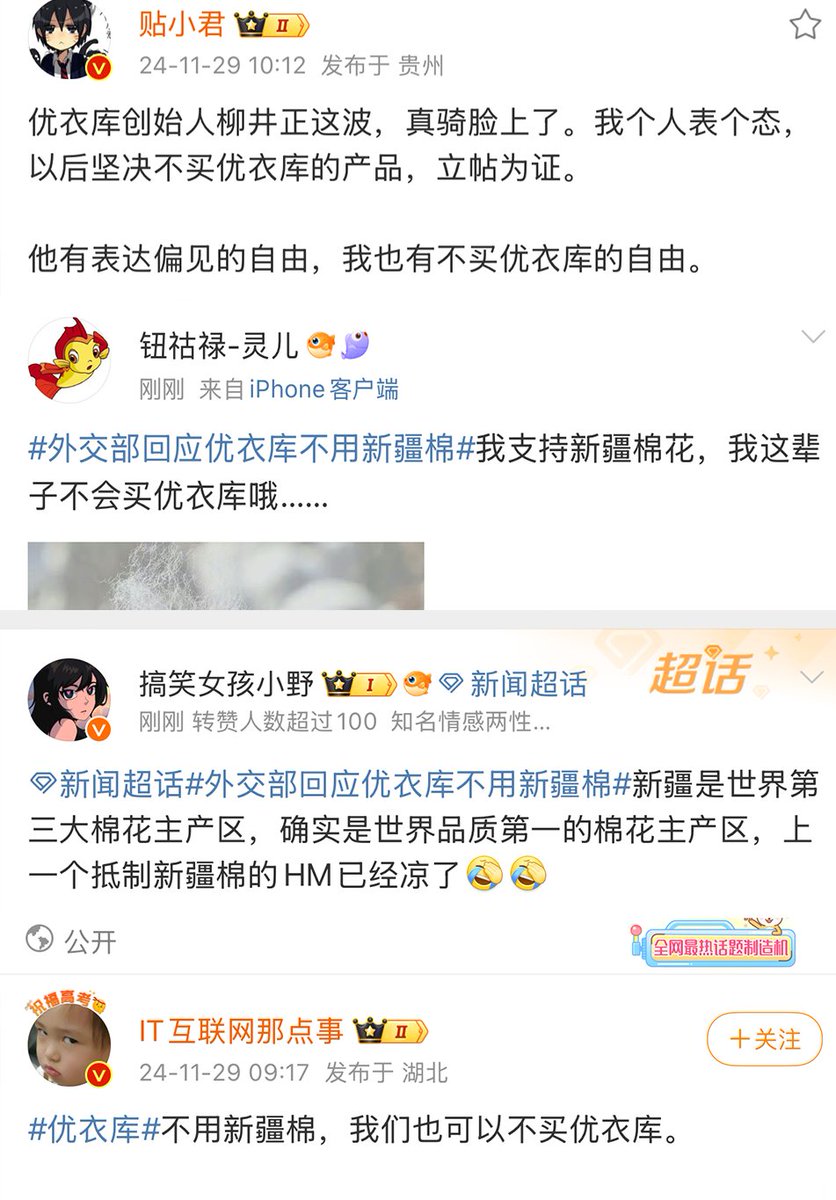 贴小君 II
24-11-29 10:12 发布于 贵州
优衣库创始人柳井正这波，真骑脸上了。我个人表个态，
以后坚决不买优衣库的产品，立帖为证。
他有表达偏见的自由，我也有不买优衣库的自由。
钮祜禄-灵儿
刚刚 来自 iPhone客户端
#外交部回应优衣库不用新疆棉#我支持新疆棉花，我这辈
子不会买优衣库哦......
搞笑女孩小野 I 新闻超话
超话
刚刚 转赞人数超过100 知名情感两性...
新闻超话#外交部回应优衣库不用新疆棉#新疆是世界第
三大棉花主产区，确实是世界品质第一的棉花主产区，上
一个抵制新疆棉的HM已经凉了
公开
全网最热话题制造机
祝福高考
IT互联网那点事 II
+关注
24-11-29 09:17 发布于 湖北
#优衣库#不用新疆棉，我们也可以不买优衣库。